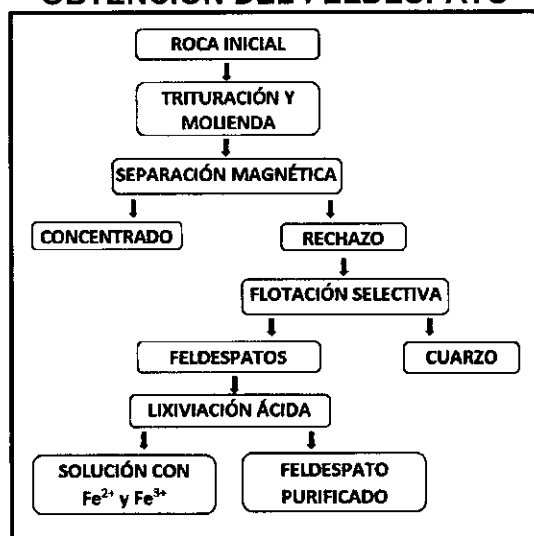 ROCA INICIAL
TRITURACIÓN Y
MOLIENDA
SEPARACIÓN MAGNÉTICA
CONCENTRADO
RECHAZO
FLOTACIÓN SELECTIVA
FELDESPATOS
CUARZO
LIXIVIACIÓN ÁCIDA
SOLUCIÓN CON
Fe²⁺ y Fe³⁺
FELDESPATO
PURIFICADO